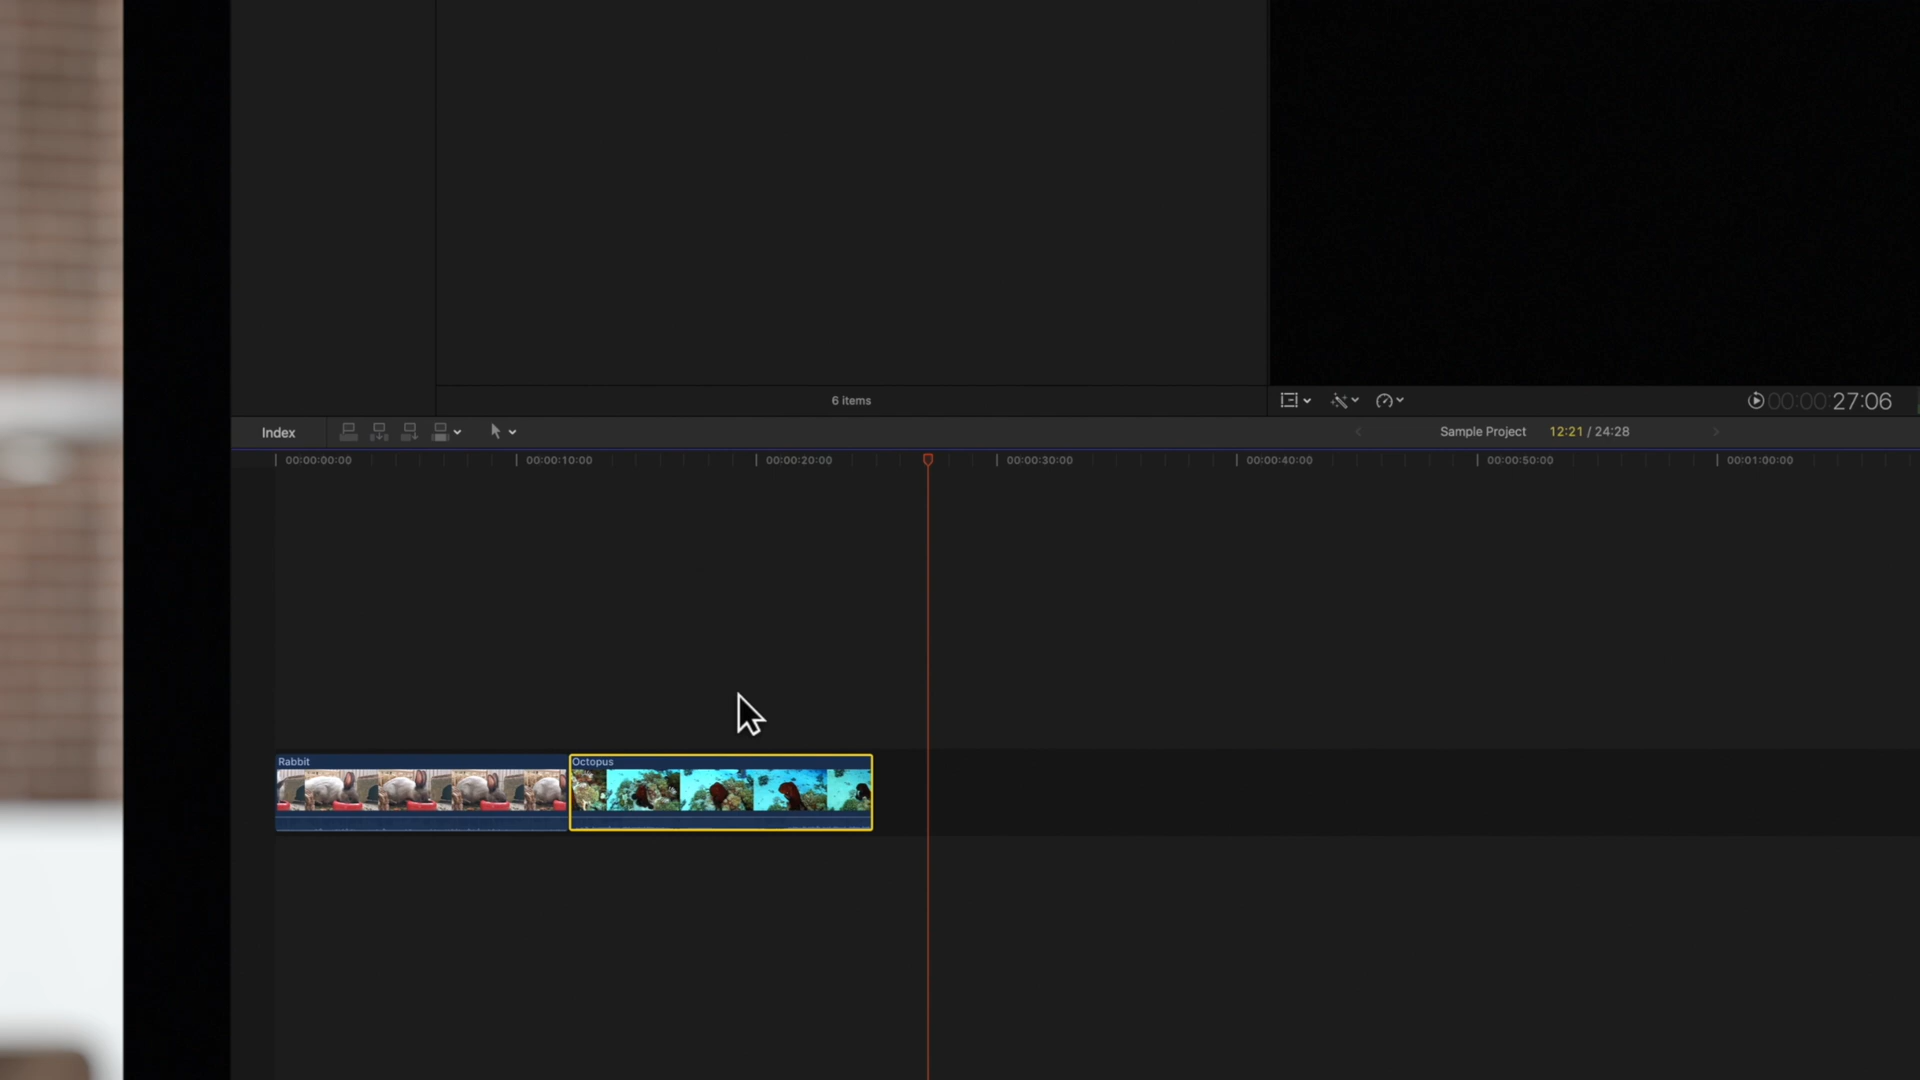 6 items
00:00:00:27:06
Index
Sample Project 12:21 / 24:28
00:00:00:00 00:00:10:00 00:00:20:00 00:00:30:00 00:00:40:00 00:00:50:00 00:01:00:00
Rabbit Octopus